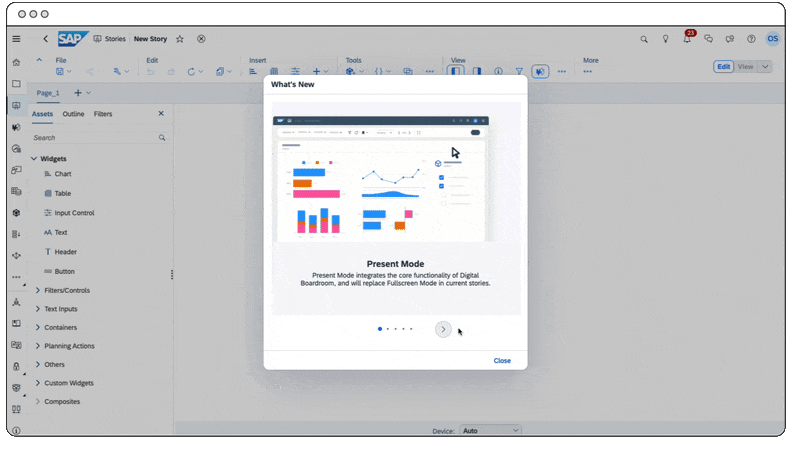 SAP
Stories
New Story
23
OS
File
Edit
Insert
Tools
View
More
Edit
View
Page_1
Assets
Outline
Filters
Search
Widgets
Chart
Table
Input Control
AA Text
T Header
Button
Filters/Controls
Text Inputs
Containers
Planning Actions
Others
Custom Widgets
Composites
What's New
Present Mode
Present Mode integrates the core functionality of Digital
Boardroom, and will replace Fullscreen Mode in current stories.
Close
Device:
Auto